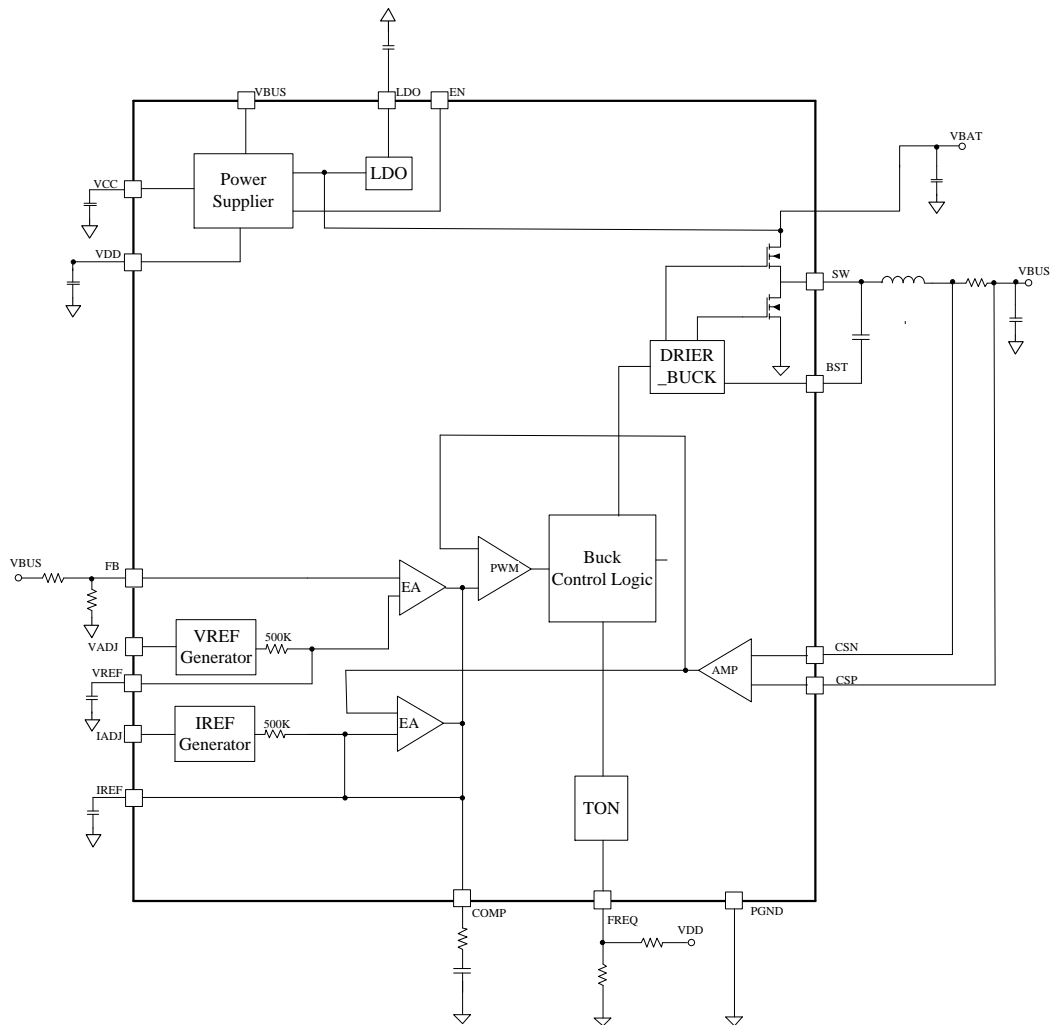 VBUS
LDO
EN
VBAT
Power
Supplier
LDO
VCC
VDD
SW
VBUS
DRIER
_BUCK
BST
Buck
Control Logic
PWM
VBUS
FB
EA
VADJ
VREF
Generator
500K
VREF
CSN
AMP
CSP
IADJ
IREF
Generator
500K
EA
IREF
TON
COMP
FREQ
PGND
VDD